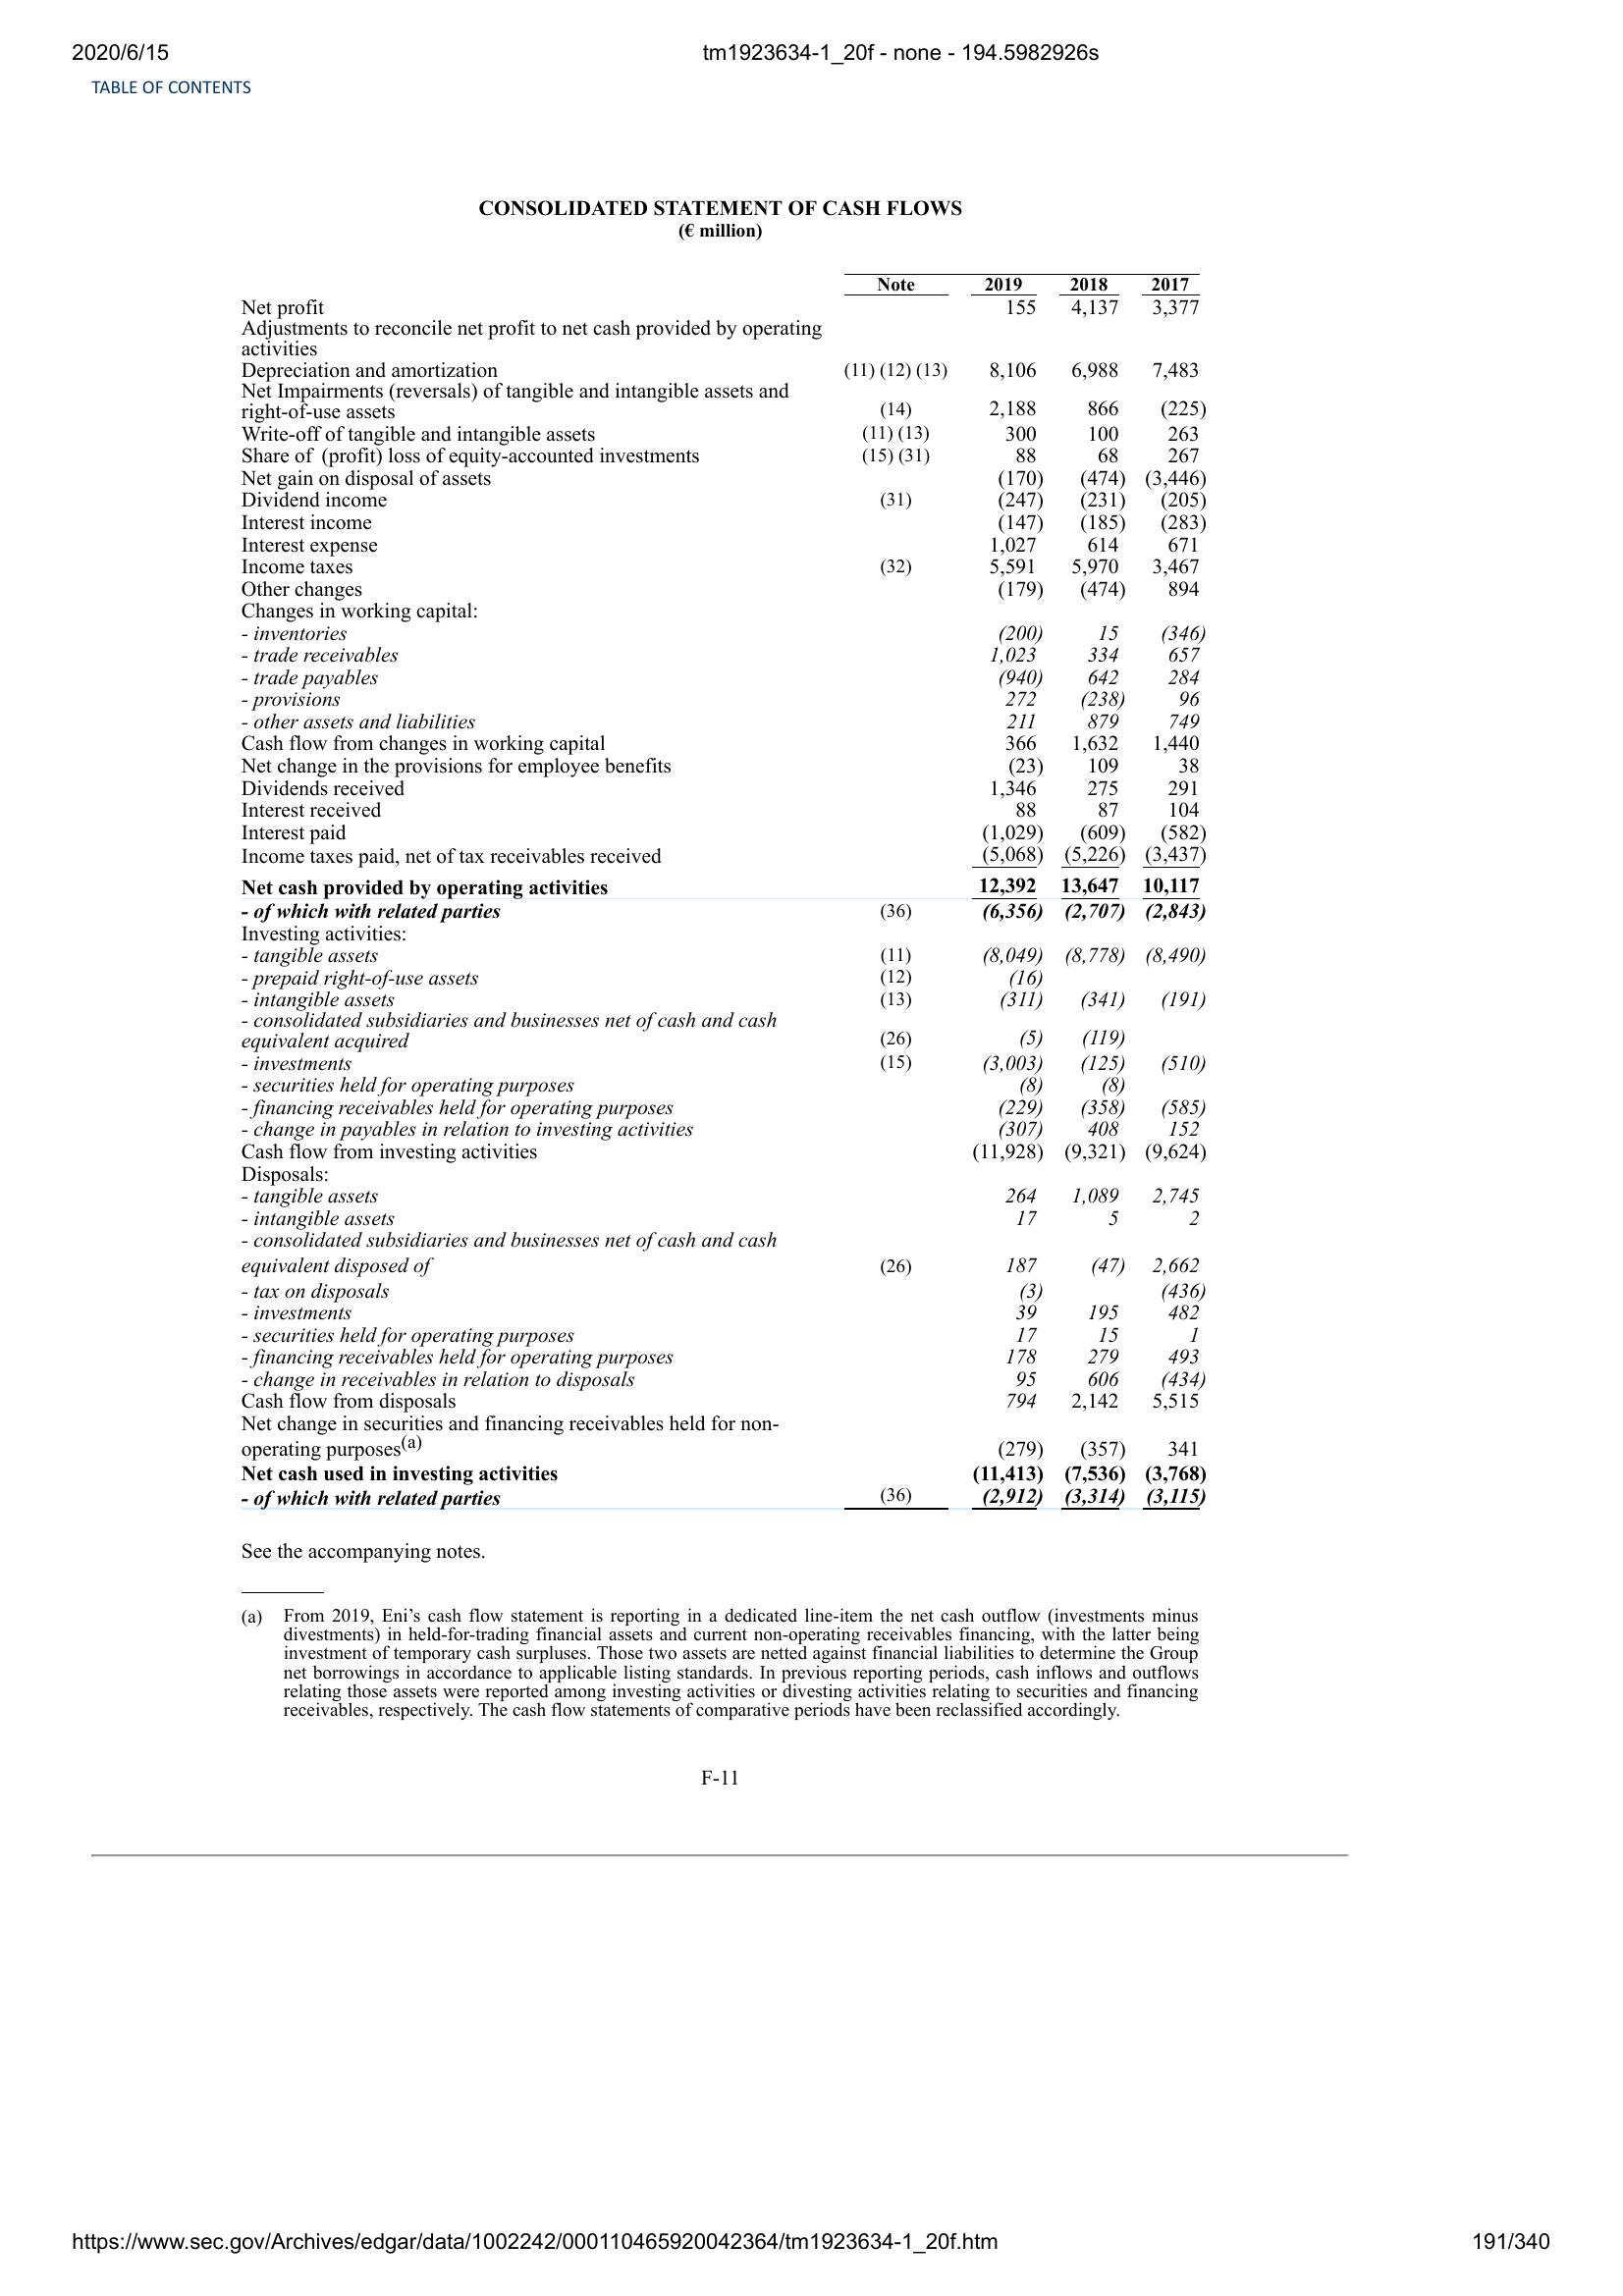 2020/6/15 tm1923634-1_20f - none - 194.5982926s
TABLE OF CONTENTS
CONSOLIDATED STATEMENT OF CASH FLOWS
(€ million)
Note 2019 2018 2017
Net profit 155 4,137 3,377
Adjustments to reconcile net profit to net cash provided by operating
activities
Depreciation and amortization (11) (12) (13) 8,106 6,988 7,483
Net Impairments (reversals) of tangible and intangible assets and
right-of-use assets (14) 2,188 866 (225)
Write-off of tangible and intangible assets (11) (13) 300 100 263
Share of (profit) loss of equity-accounted investments (15) (31) 88 68 267
Net gain on disposal of assets (170) (474) (3,446)
Dividend income (31) (247) (231) (205)
Interest income (147) (185) (283)
Interest expense 1,027 614 671
Income taxes (32) 5,591 5,970 3,467
Other changes (179) (474) 894
Changes in working capital:
- inventories (200) 15 (346)
- trade receivables 1,023 334 657
- trade payables (940) 642 284
- provisions 272 (238) 96
- other assets and liabilities 211 879 749
Cash flow from changes in working capital 366 1,632 1,440
Net change in the provisions for employee benefits (23) 109 38
Dividends received 1,346 275 291
Interest received 88 87 104
Interest paid (1,029) (609) (582)
Income taxes paid, net of tax receivables received (5,068) (5,226) (3,437)
Net cash provided by operating activities 12,392 13,647 10,117
- of which with related parties (36) (6,356) (2,707) (2,843)
Investing activities:
- tangible assets (11) (8,049) (8,778) (8,490)
- prepaid right-of-use assets (12) (16)
- intangible assets (13) (311) (341) (191)
- consolidated subsidiaries and businesses net of cash and cash
equivalent acquired (26) (5) (119)
- investments (15) (3,003) (125) (510)
- securities held for operating purposes (8) (8)
- financing receivables held for operating purposes (229) (358) (585)
- change in payables in relation to investing activities (307) 408 152
Cash flow from investing activities (11,928) (9,321) (9,624)
Disposals:
- tangible assets 264 1,089 2,745
- intangible assets 17 5 2
- consolidated subsidiaries and businesses net of cash and cash
equivalent disposed of (26) 187 (47) 2,662
- tax on disposals (3) (436)
- investments 39 195 482
- securities held for operating purposes 17 15 1
- financing receivables held for operating purposes 178 279 493
- change in receivables in relation to disposals 95 606 (434)
Cash flow from disposals 794 2,142 5,515
Net change in securities and financing receivables held for non-
operating purposes(a) (279) (357) 341
Net cash used in investing activities (11,413) (7,536) (3,768)
- of which with related parties (36) (2,912) (3,314) (3,115)
See the accompanying notes.
(a) From 2019, Eni’s cash flow statement is reporting in a dedicated line-item the net cash outflow (investments minus
divestments) in held-for-trading financial assets and current non-operating receivables financing, with the latter being
investment of temporary cash surpluses. Those two assets are netted against financial liabilities to determine the Group
net borrowings in accordance to applicable listing standards. In previous reporting periods, cash inflows and outflows
relating those assets were reported among investing activities or divesting activities relating to securities and financing
receivables, respectively. The cash flow statements of comparative periods have been reclassified accordingly.
F-11
https://www.sec.gov/Archives/edgar/data/1002242/000110465920042364/tm1923634-1_20f.htm 191/340